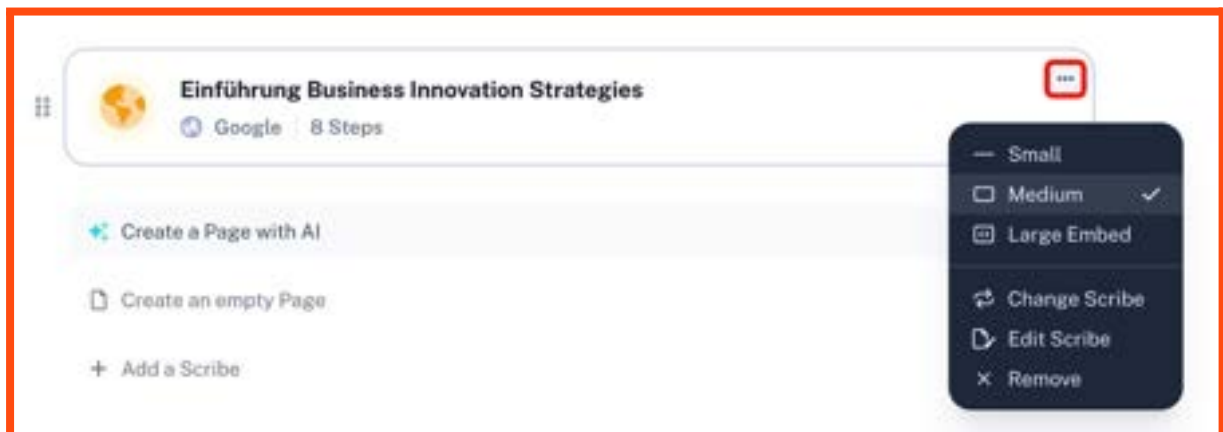 Einführung Business Innovation Strategies
Google | 8 Steps
Small
Medium
Large Embed
Change Scribe
Edit Scribe
Remove
Create a Page with AI
Create an empty Page
+ Add a Scribe